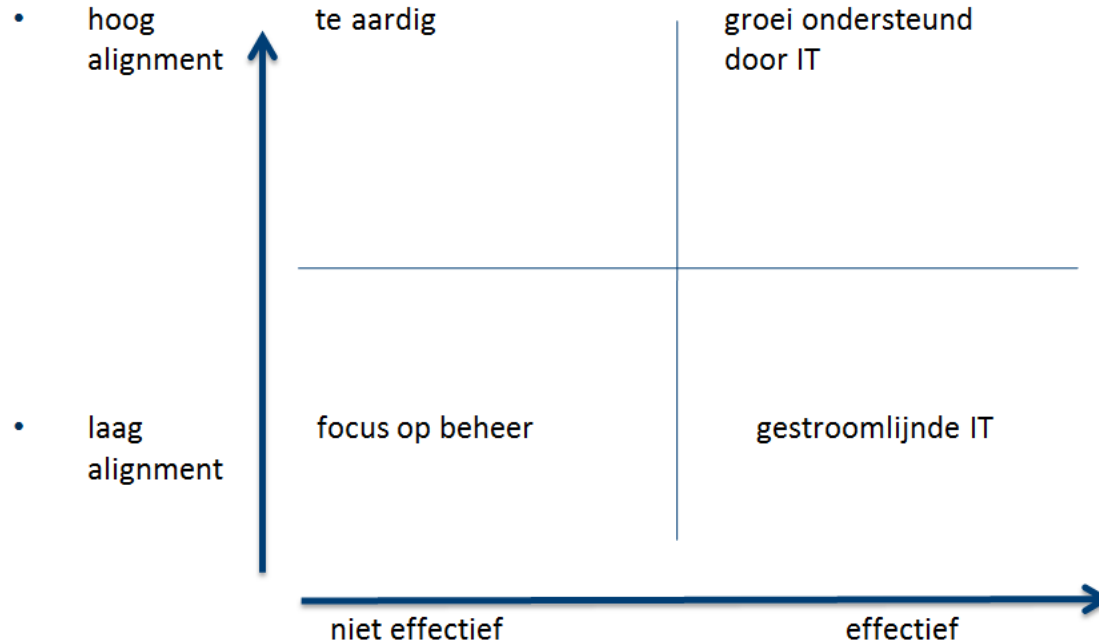 • hoog
alignment
te aardig
groei ondersteund
door IT
• laag
alignment
focus op beheer
gestroomlijnde IT
niet effectief
effectief